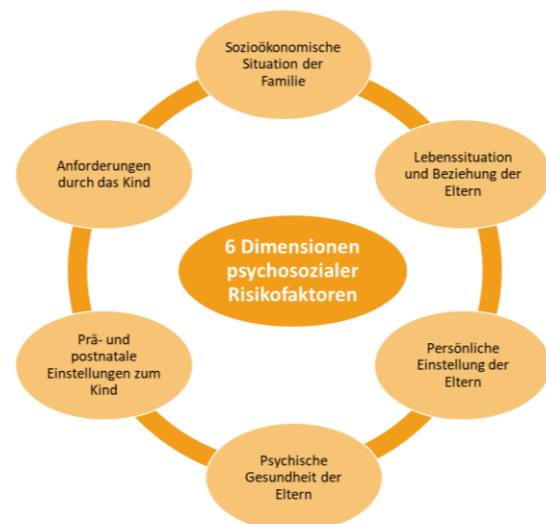 Sozioökonomische
Situation der
Familie
Lebenssituation
und Beziehung der
Eltern
Persönliche
Einstellung der
Eltern
Psychische
Gesundheit der
Eltern
Prä- und
postnatale
Einstellungen zum
Kind
Anforderungen
durch das Kind
6 Dimensionen
psychosozialer
Risikofaktoren